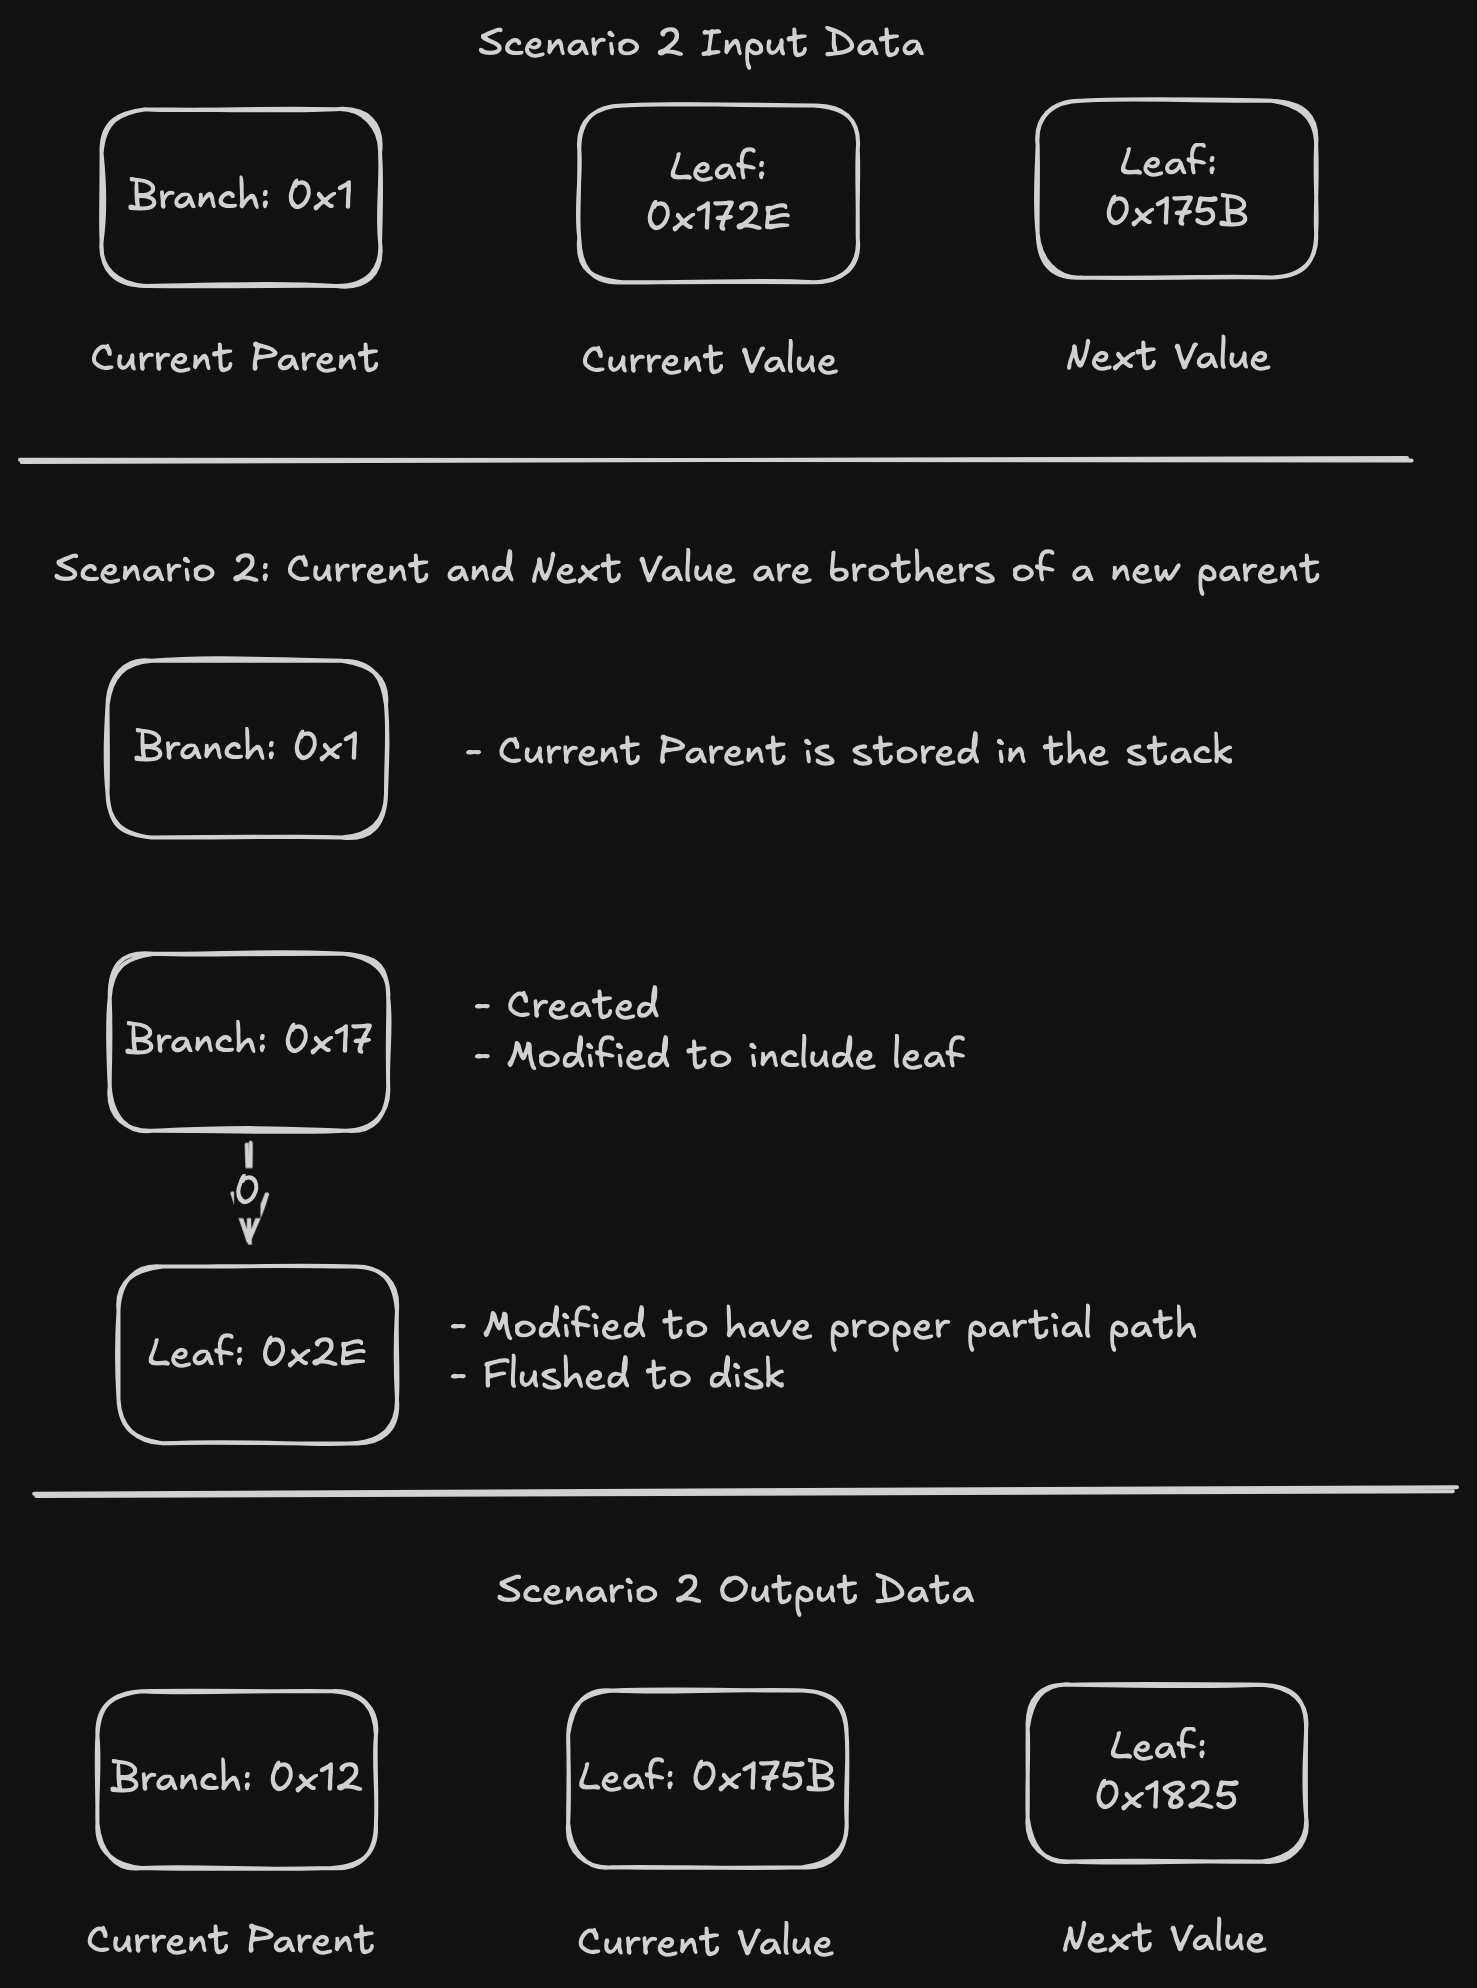 Scenario 2 Input Data
Branch: 0x1
Leaf:
0x172E
Leaf:
0x175B
Current Parent
Current Value
Next Value
Scenario 2: Current and Next Value are brothers of a new parent
Branch: 0x1
- Current Parent is stored in the stack
Branch: 0x17
- Created
- Modified to include leaf
0
Leaf: 0x2E
- Modified to have proper partial path
- Flushed to disk
Scenario 2 Output Data
Branch: 0x12
Leaf: 0x175B
Leaf:
0x1825
Current Parent
Current Value
Next Value